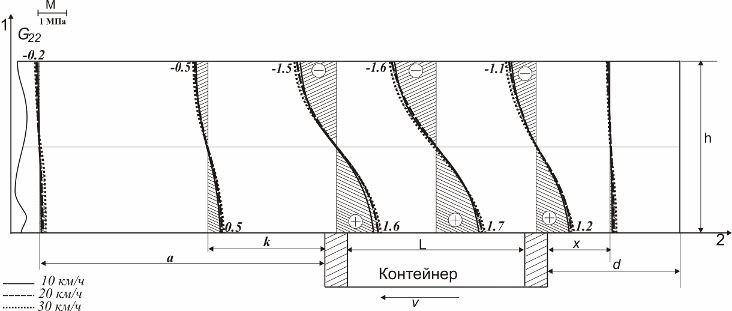 М
1 МПа
1
G22
-0.2
-0.5
-1.5
-1.6
-1.1
h
0.5
1.6
1.7
1.2
2
k
L
x
a
d
Контейнер
v
10 км/ч
20 км/ч
30 км/ч